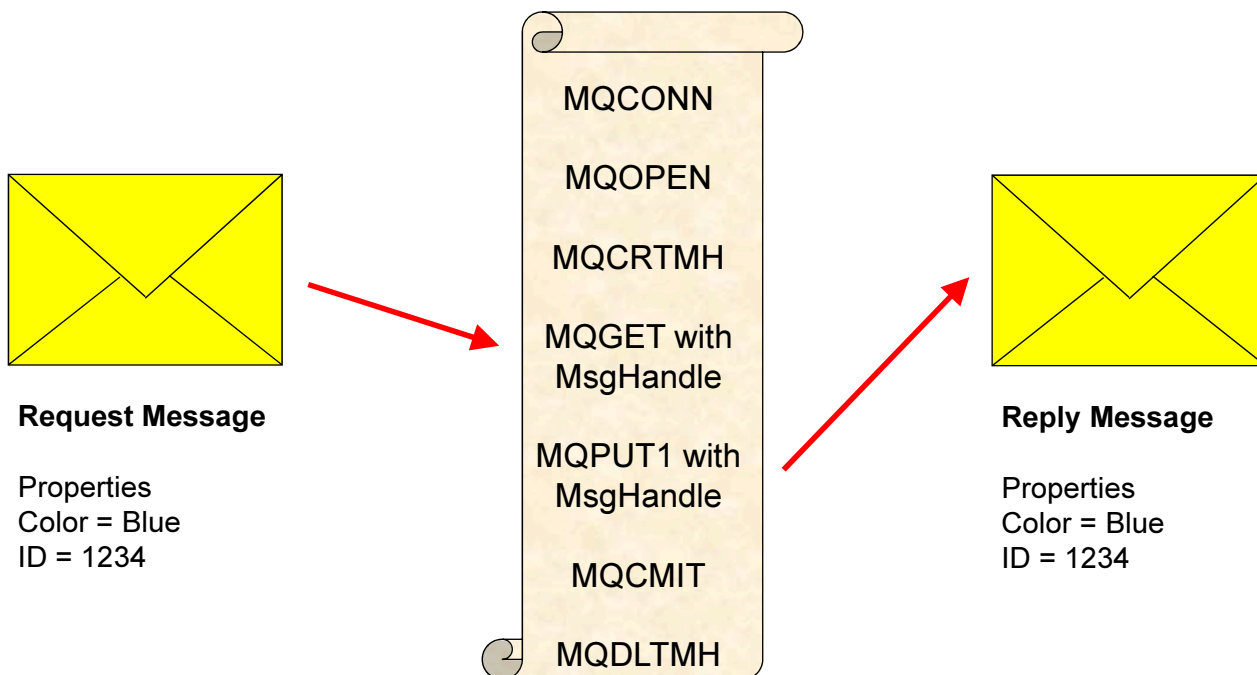 MQCONN
MQOPEN
MQCRTMH
MQGET with
MsgHandle
MQPUT1 with
MsgHandle
MQCMIT
MQDLTMH
Request Message
Properties
Color = Blue
ID = 1234
Reply Message
Properties
Color = Blue
ID = 1234